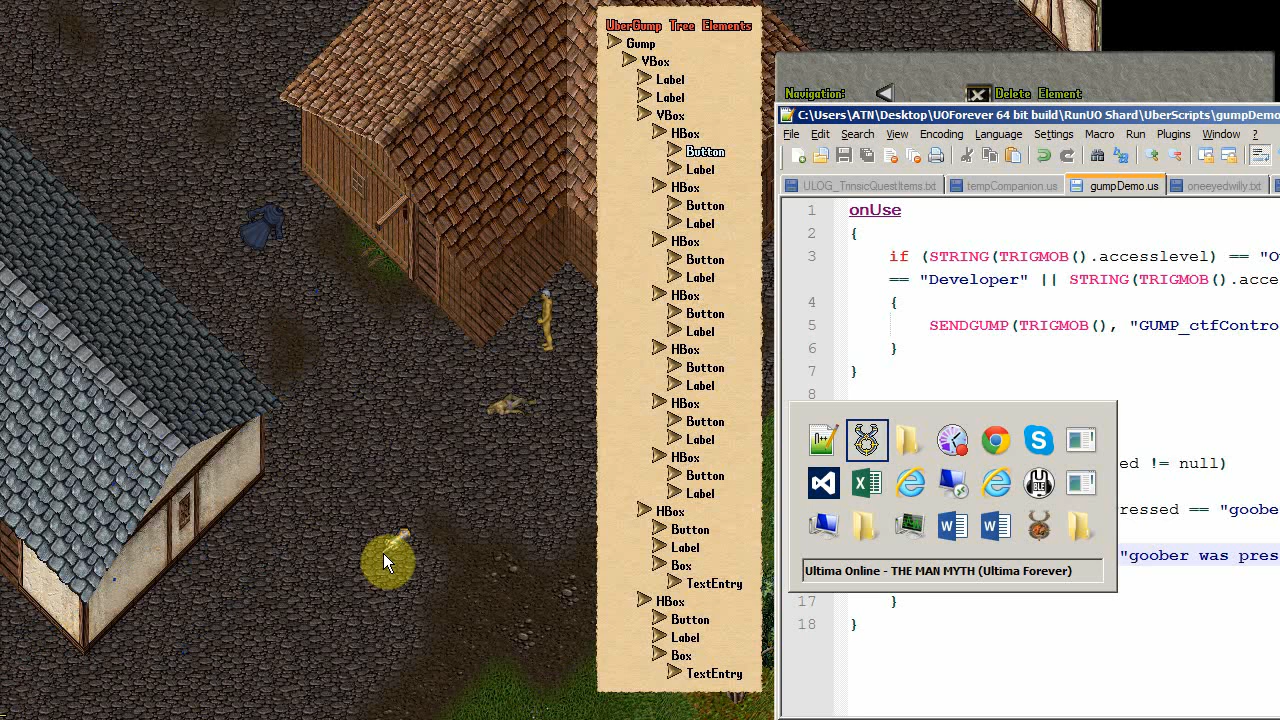 UberGump Tree Elements
Gump
VBox
Label
Label
VBox
HBox
Button
Label
HBox
Button
Label
HBox
Button
Label
HBox
Button
Label
HBox
Button
Label
HBox
Button
Label
HBox
Button
Label
HBox
Button
Label
Box
TextEntry
HBox
Button
Label
Box
TextEntry
Navigation:
Delete Element
C:\Users\ATN\Desktop\UOForever 64 bit build\RunUO Shard\UberScripts\gumpDemo
File Edit Search View Encoding Language Settings Macro Run Plugins Window ?
ULOG_TrinsicQuestItems.txt tempCompanion.us gumpDemo.us oneeyedwilly.txt
1 onUse
2 {
3 if (STRING(TRIGMOB().accesslevel) == "O
== "Developer" || STRING(TRIGMOB().acce
4 {
5 SENDGUMP(TRIGMOB(), "GUMP_ctfContro
6 }
7 }
8
ed != null)
ressed == "goobe
"goober was pres
Ultima Online - THE MAN MYTH (Ultima Forever)
17 }
18 }